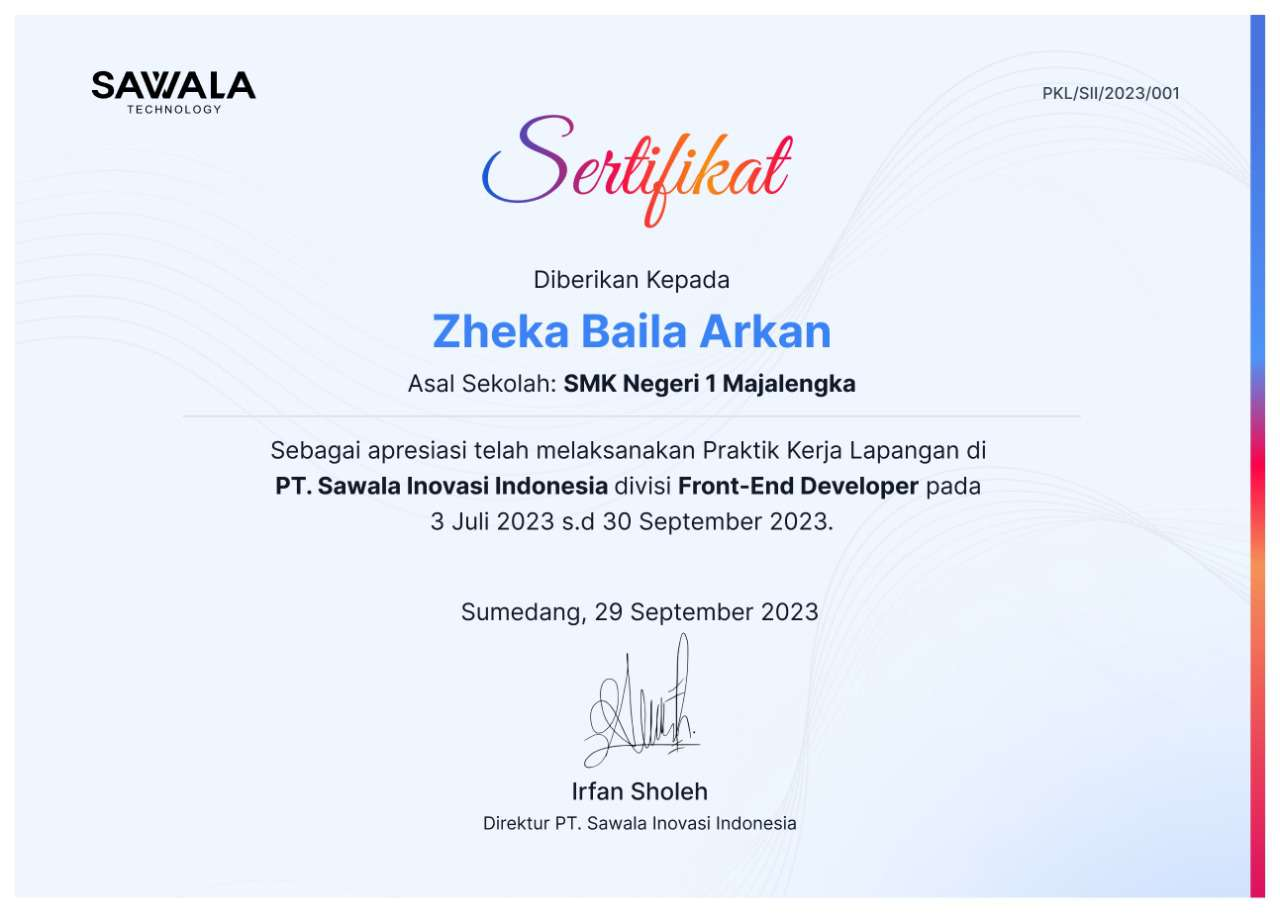 SAWALA
TECHNOLOGY
PKL/SII/2023/001
Sertifikat
Diberikan Kepada
Zheka Baila Arkan
Asal Sekolah: SMK Negeri 1 Majalengka
Sebagai apresiasi telah melaksanakan Praktik Kerja Lapangan di
PT. Sawala Inovasi Indonesia divisi Front-End Developer pada
3 Juli 2023 s.d 30 September 2023.
Sumedang, 29 September 2023
Irfan Sholeh
Direktur PT. Sawala Inovasi Indonesia